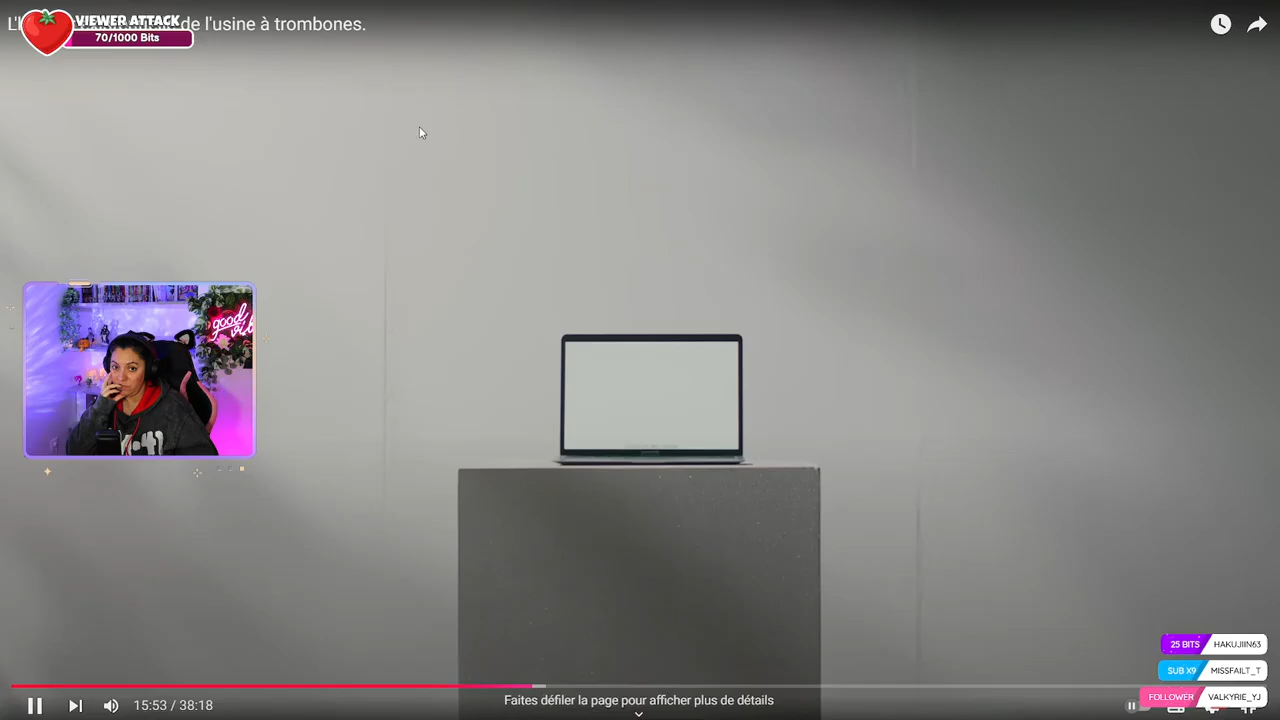 de l'usine à trombones.
VIEWER ATTACK
70/1000 Bits
good
25 BITS HAKUJIIN63
SUB X9 MISSFAILT_T
FOLLOWER VALKYRIE_YJ
15:53 / 38:18
Faites défiler la page pour afficher plus de détails